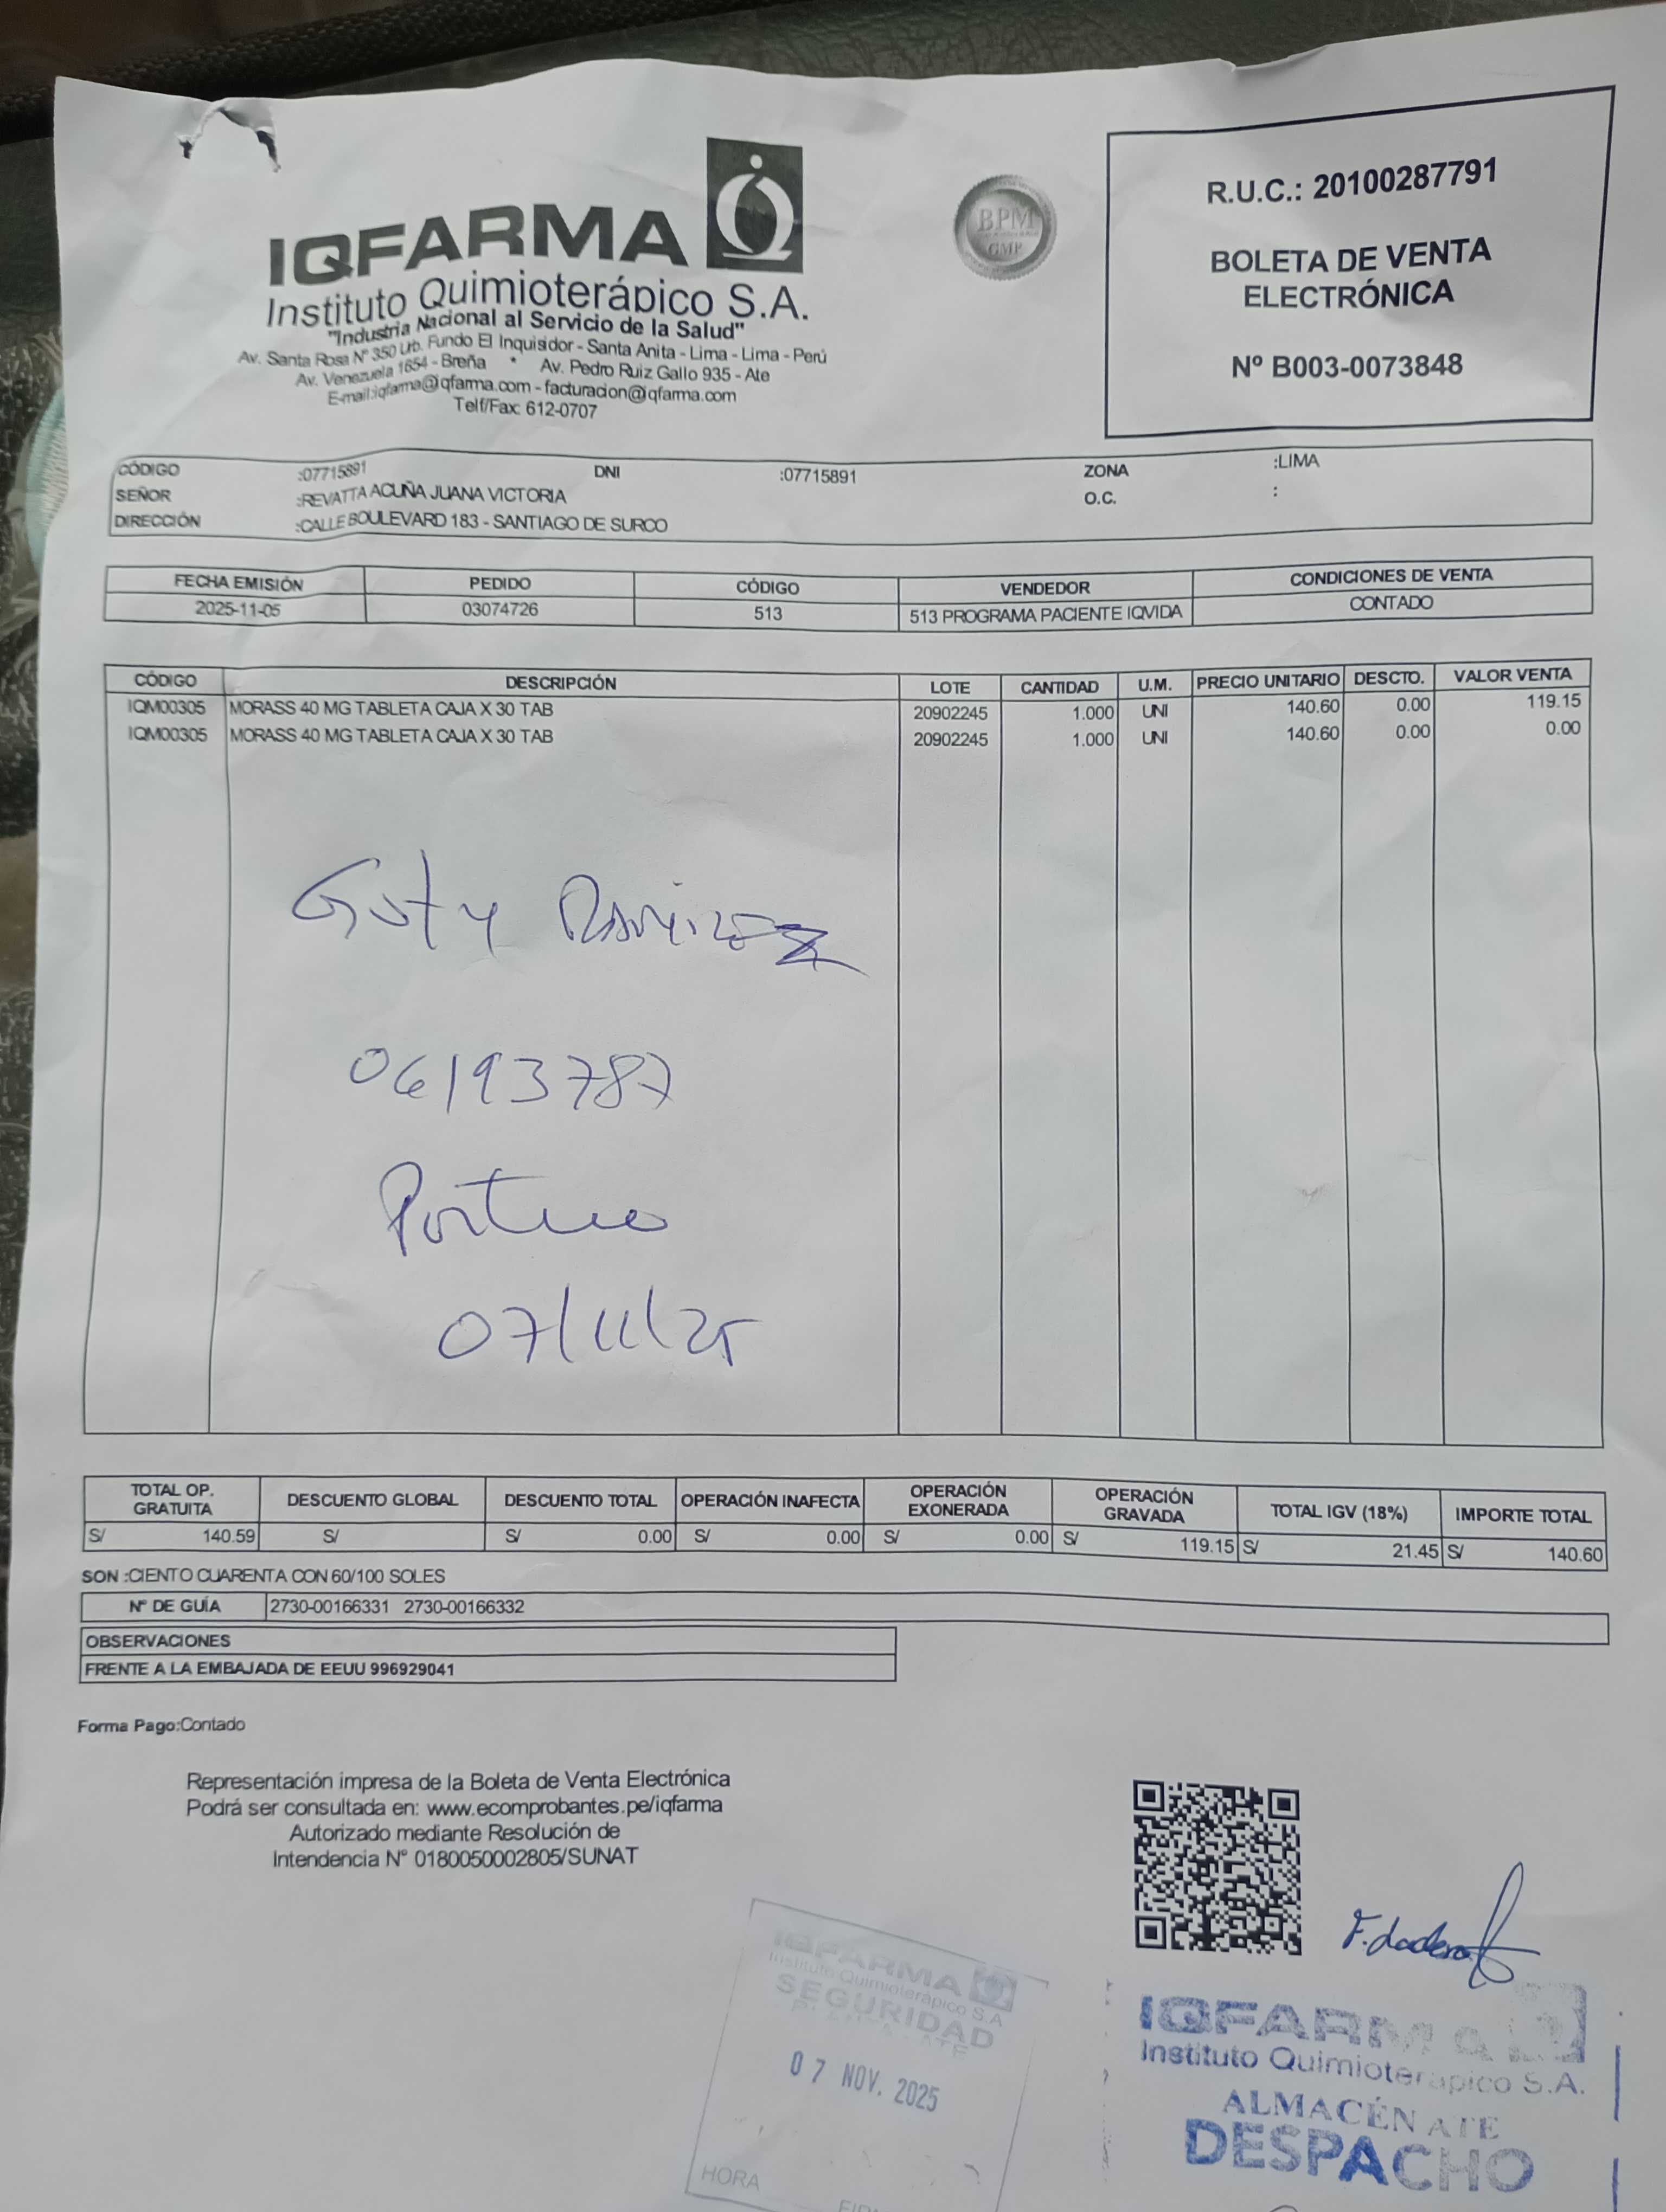 IQFARMA
Instituto Quimioterápico S.A.
"Industria Nacional al Servicio de la Salud"
Av. Santa Rosa Nº 350 Urb. Fundo El Inquisidor - Santa Anita - Lima - Lima - Perú
Av. Venezuela 1654 - Breña * Av. Pedro Ruiz Gallo 935 - Ate
E-mail:iqfarma@iqfarma.com - facturacion@iqfarma.com
Telf/Fax: 612-0707
BPM
GMP
R.U.C.: 20100287791
BOLETA DE VENTA
ELECTRÓNICA
Nº B003-0073848
CÓDIGO :07715891 DNI :07715891 ZONA :LIMA
SEÑOR :REVATTA ACUÑA JUANA VICTORIA O.C. :
DIRECCIÓN :CALLE BOULEVARD 183 - SANTIAGO DE SURCO
FECHA EMISIÓN PEDIDO CÓDIGO VENDEDOR CONDICIONES DE VENTA
2025-11-05 03074726 513 513 PROGRAMA PACIENTE IQVIDA CONTADO
CÓDIGO DESCRIPCIÓN LOTE CANTIDAD U.M. PRECIO UNITARIO DESCTO. VALOR VENTA
IQM00305 MORASS 40 MG TABLETA CAJA X 30 TAB 20902245 1.000 UNI 140.60 0.00 119.15
IQM00305 MORASS 40 MG TABLETA CAJA X 30 TAB 20902245 1.000 UNI 140.60 0.00 0.00
Guty Ramirez
06193787
07/11/25
TOTAL OP. GRATUITA DESCUENTO GLOBAL DESCUENTO TOTAL OPERACIÓN INAFECTA OPERACIÓN EXONERADA OPERACIÓN GRAVADA TOTAL IGV (18%) IMPORTE TOTAL
S/ 140.59 S/ S/ 0.00 S/ 0.00 S/ 0.00 S/ 119.15 S/ 21.45 S/ 140.60
SON :CIENTO CUARENTA CON 60/100 SOLES
Nº DE GUÍA 2730-00166331 2730-00166332
OBSERVACIONES
FRENTE A LA EMBAJADA DE EEUU 996929041
Forma Pago:Contado
Representación impresa de la Boleta de Venta Electrónica
Podrá ser consultada en: www.ecomprobantes.pe/iqfarma
Autorizado mediante Resolución de
Intendencia Nº 0180050002805/SUNAT
IQFARMA
Instituto Quimioterápico S.A
SEGURIDAD
PLANTA - ATE
07 NOV. 2025
HORA
IQFARMA
Instituto Quimioterapico S.A.
ALMACÉN ATE
DESPACHO